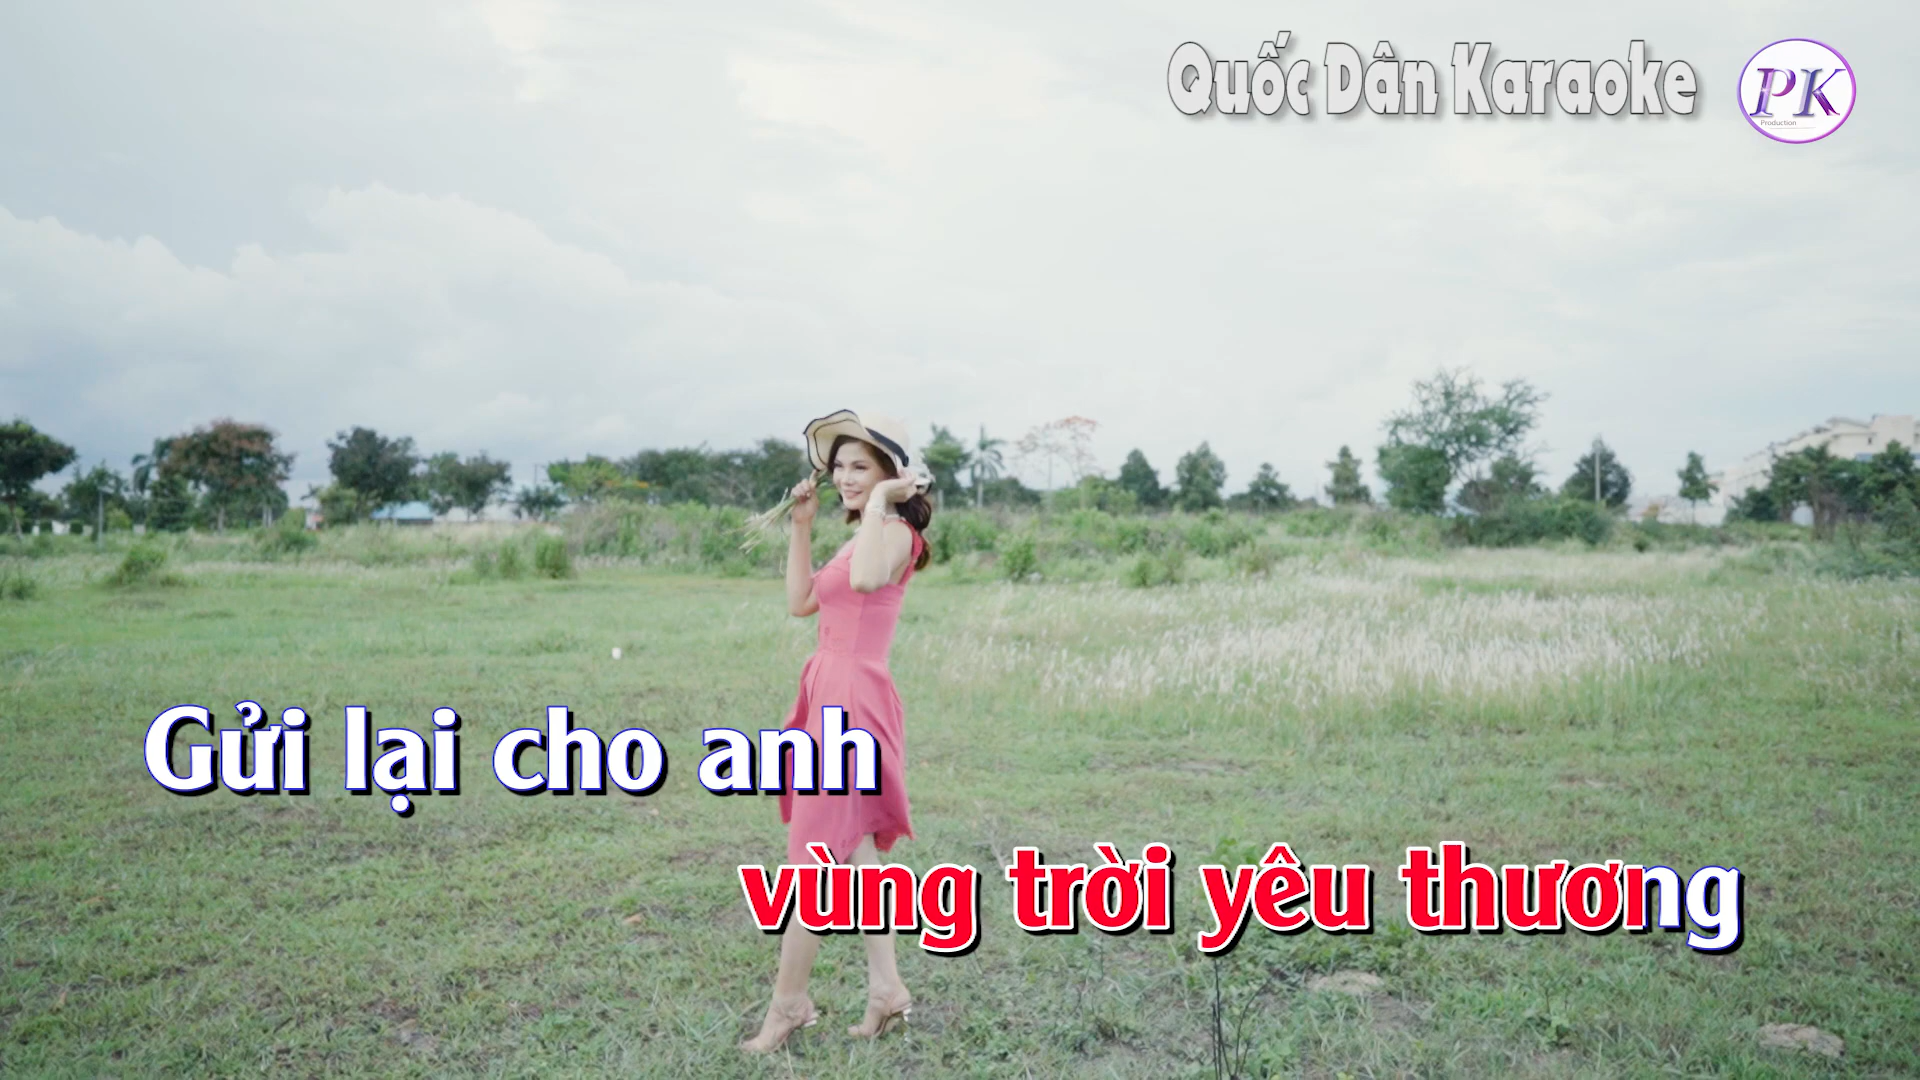 Quốc Dân Karaoke
PK
Production
Gửi lại cho anh
vùng trời yêu thương